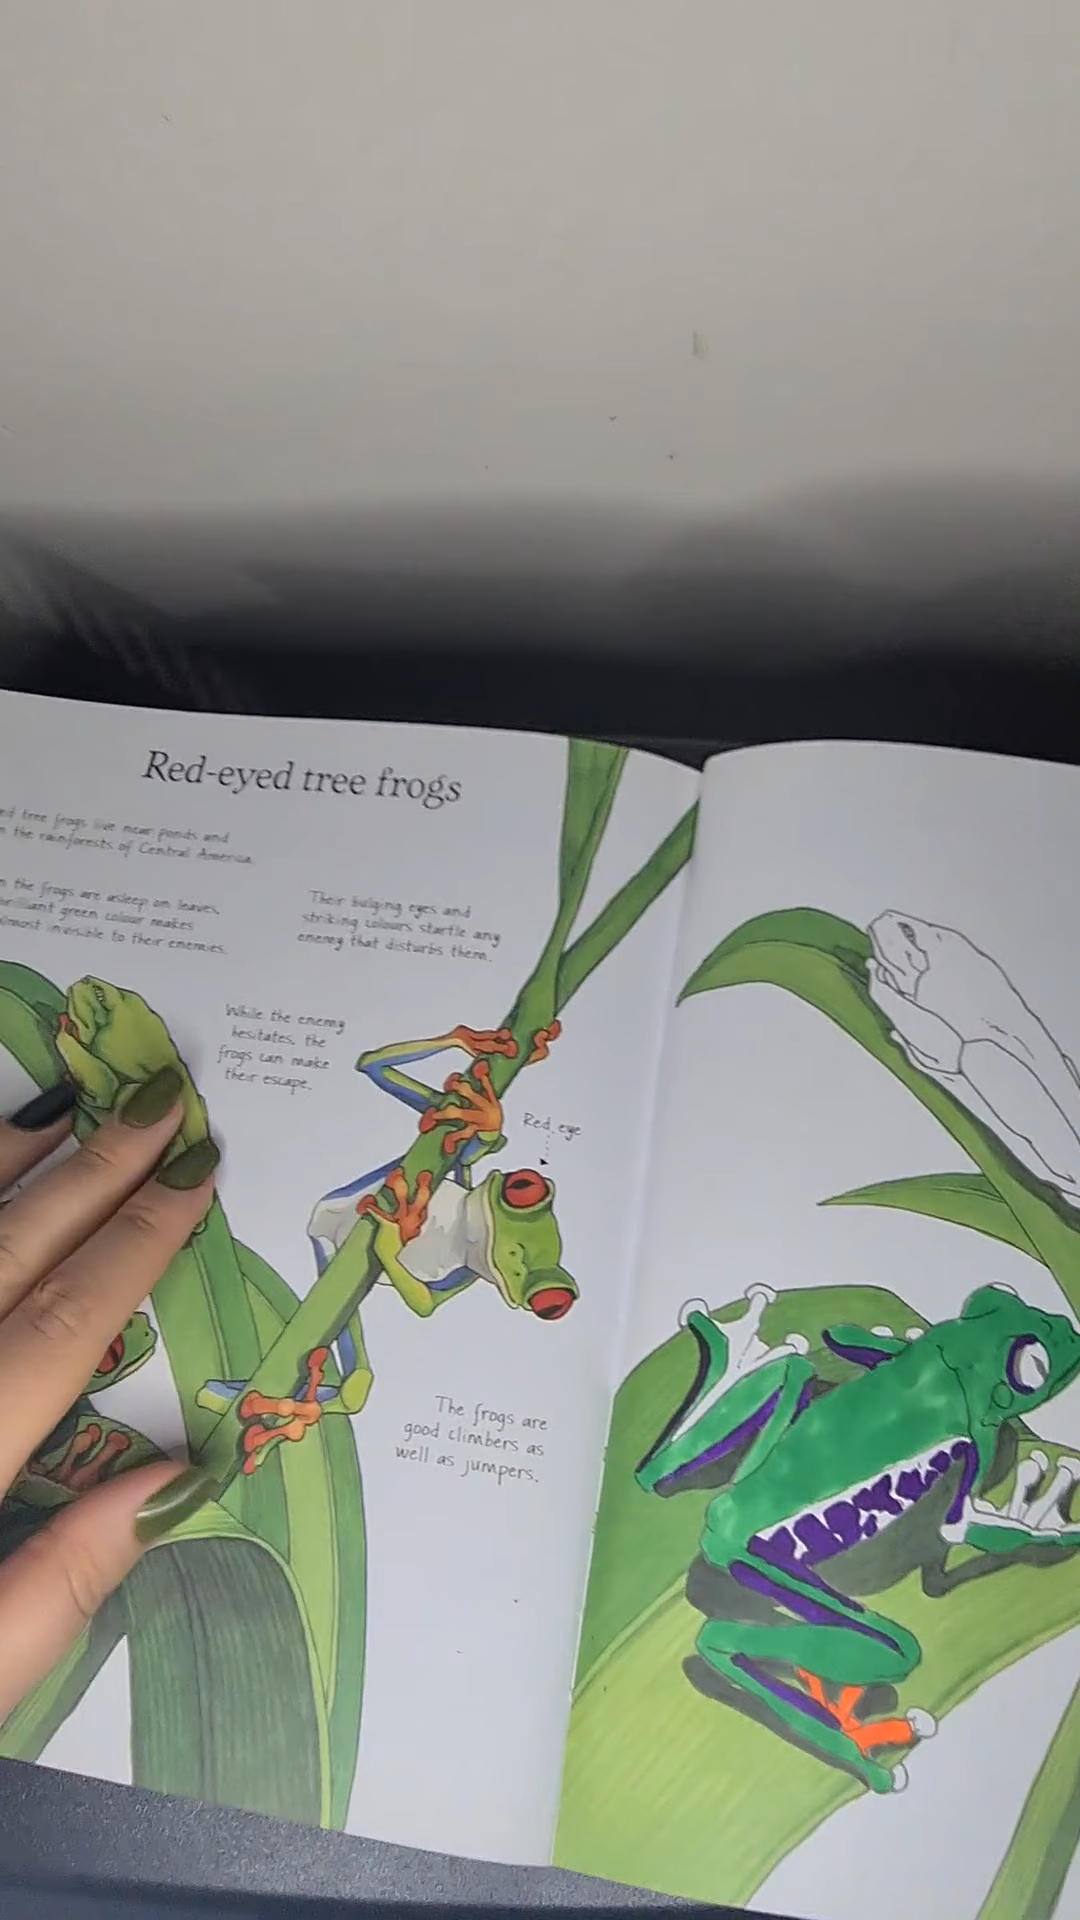 Red-eyed tree frogs
ed tree frogs live near ponds and
n the rainforests of Central America.
n the frogs are asleep on leaves,
brilliant green colour makes
almost invisible to their enemies.
Their bulging eyes and
striking colours startle any
enemy that disturbs them.
While the enemy
hesitates, the
frogs can make
their escape.
Red eye
The frogs are
good climbers as
well as jumpers.